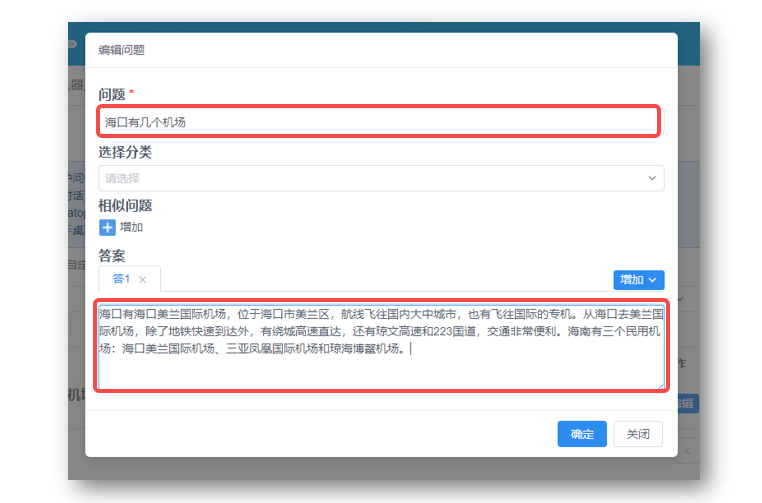 编辑问题
问题 *
海口有几个机场
选择分类
请选择
相似问题
增加
答案
答1
增加
海口有海口美兰国际机场，位于海口市美兰区，航线飞往国内大中城市，也有飞往国际的专机。从海口去美兰国
际机场，除了地铁快速到达外，有绕城高速直达，还有琼文高速和223国道，交通非常便利。海南有三个民用机
场：海口美兰国际机场、三亚凤凰国际机场和琼海博鳌机场。
确定
关闭